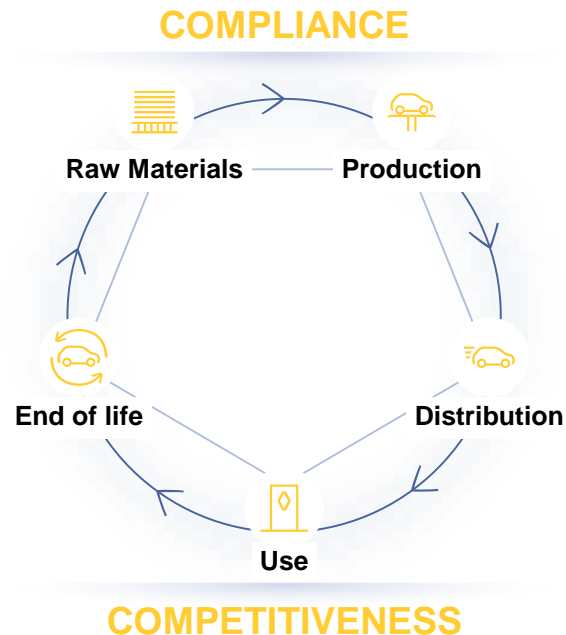 COMPLIANCE
Raw Materials
Production
End of life
Distribution
Use
COMPETITIVENESS